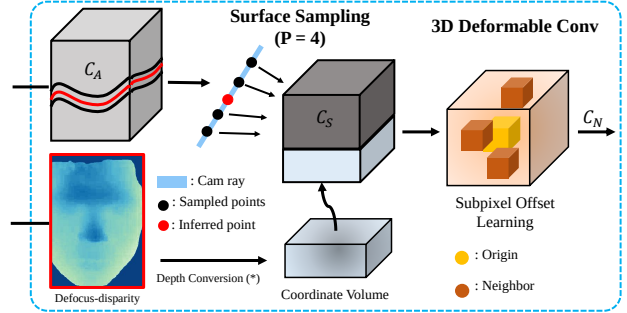 Surface Sampling
(P = 4)
3D Deformable Conv
C_A
C_S
C_N
: Cam ray
: Sampled points
: Inferred point
Subpixel Offset
Learning
: Origin
: Neighbor
Depth Conversion (*)
Defocus-disparity
Coordinate Volume